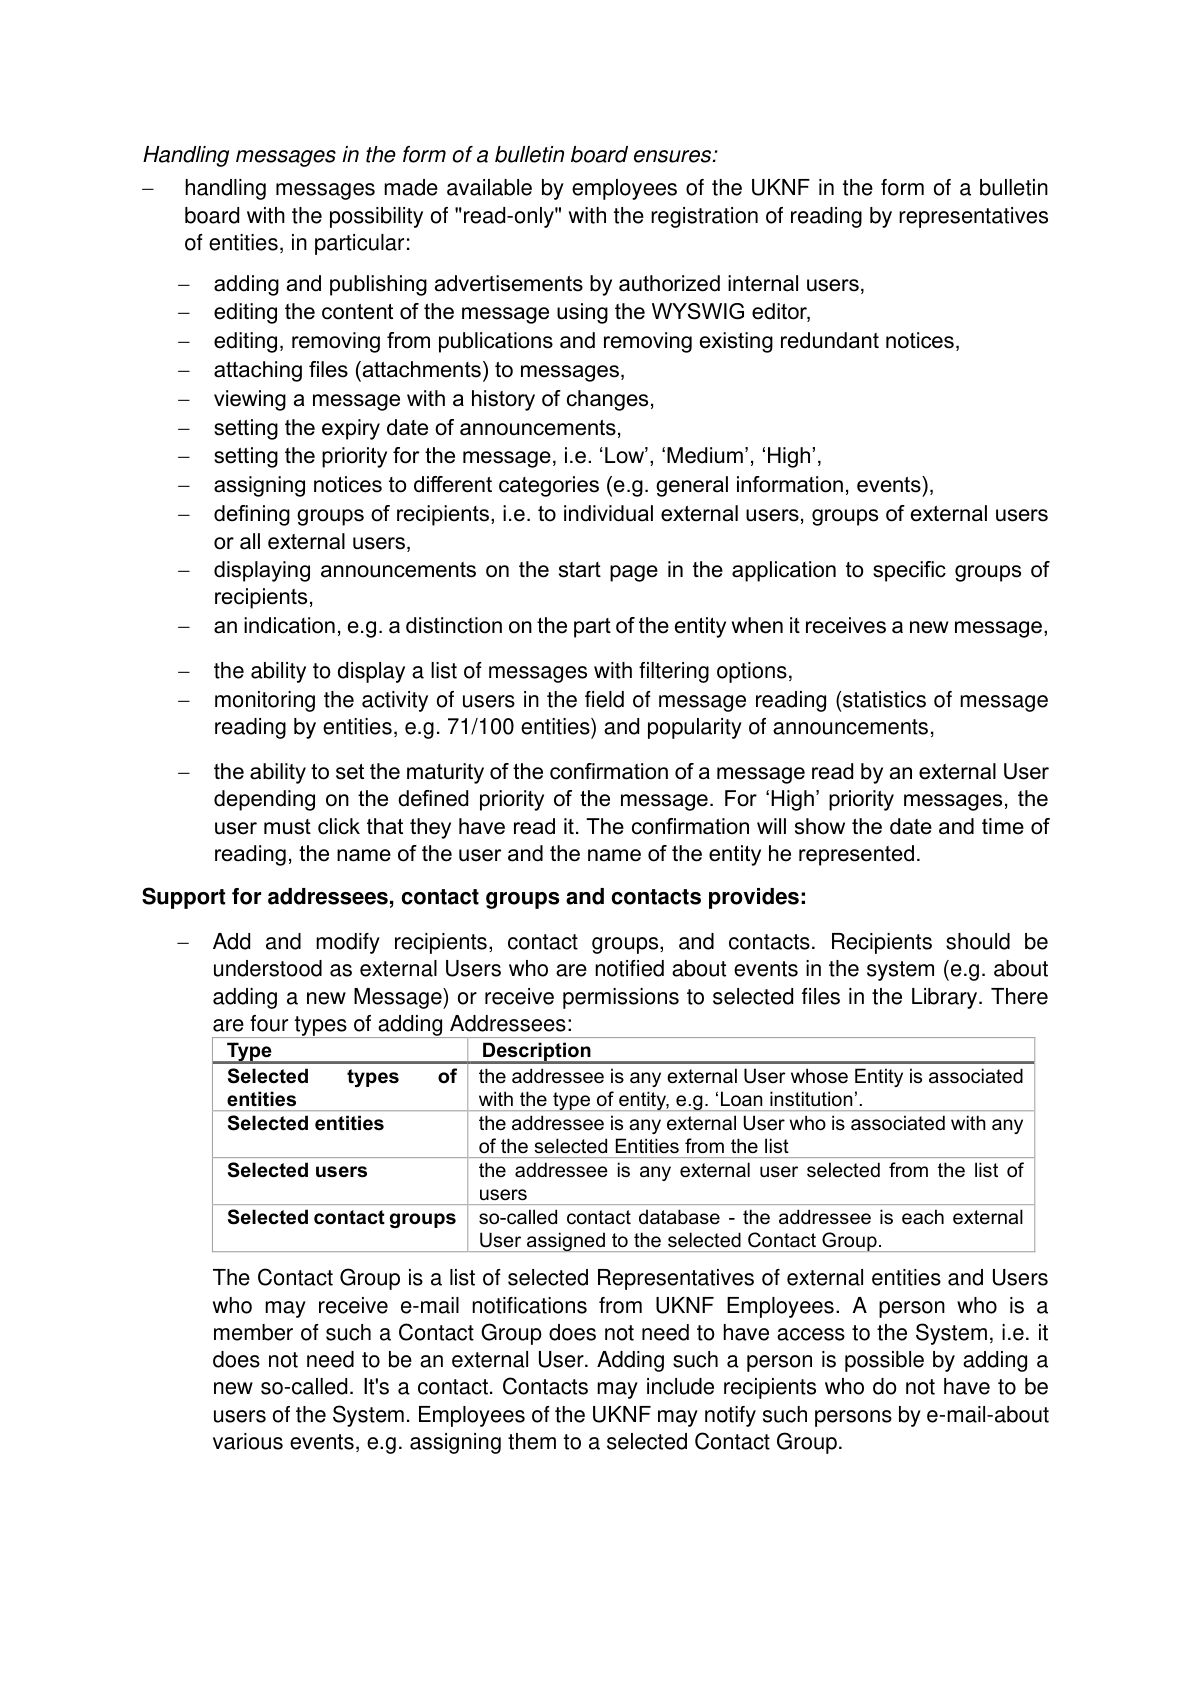 Handling messages in the form of a bulletin board ensures:
– handling messages made available by employees of the UKNF in the form of a bulletin
board with the possibility of "read-only" with the registration of reading by representatives
of entities, in particular:
– adding and publishing advertisements by authorized internal users,
– editing the content of the message using the WYSWIG editor,
– editing, removing from publications and removing existing redundant notices,
– attaching files (attachments) to messages,
– viewing a message with a history of changes,
– setting the expiry date of announcements,
– setting the priority for the message, i.e. ‘Low’, ‘Medium’, ‘High’,
– assigning notices to different categories (e.g. general information, events),
– defining groups of recipients, i.e. to individual external users, groups of external users
or all external users,
– displaying announcements on the start page in the application to specific groups of
recipients,
– an indication, e.g. a distinction on the part of the entity when it receives a new message,
– the ability to display a list of messages with filtering options,
– monitoring the activity of users in the field of message reading (statistics of message
reading by entities, e.g. 71/100 entities) and popularity of announcements,
– the ability to set the maturity of the confirmation of a message read by an external User
depending on the defined priority of the message. For ‘High’ priority messages, the
user must click that they have read it. The confirmation will show the date and time of
reading, the name of the user and the name of the entity he represented.
Support for addressees, contact groups and contacts provides:
– Add and modify recipients, contact groups, and contacts. Recipients should be
understood as external Users who are notified about events in the system (e.g. about
adding a new Message) or receive permissions to selected files in the Library. There
are four types of adding Addressees:
Type Description
Selected types of the addressee is any external User whose Entity is associated
entities with the type of entity, e.g. ‘Loan institution’.
Selected entities the addressee is any external User who is associated with any
of the selected Entities from the list
Selected users the addressee is any external user selected from the list of
users
Selected contact groups so-called contact database - the addressee is each external
User assigned to the selected Contact Group.
The Contact Group is a list of selected Representatives of external entities and Users
who may receive e-mail notifications from UKNF Employees. A person who is a
member of such a Contact Group does not need to have access to the System, i.e. it
does not need to be an external User. Adding such a person is possible by adding a
new so-called. It's a contact. Contacts may include recipients who do not have to be
users of the System. Employees of the UKNF may notify such persons by e-mail-about
various events, e.g. assigning them to a selected Contact Group.